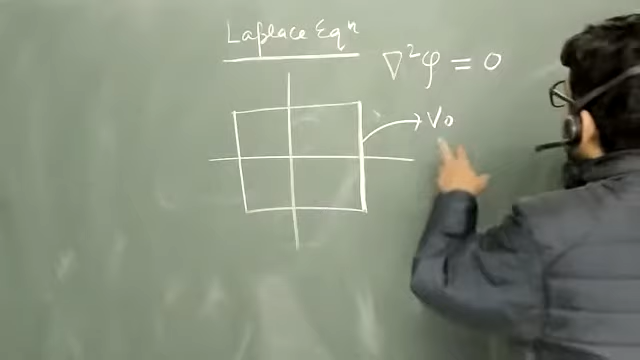 Laplace Eqⁿ
∇²φ = 0
V₀